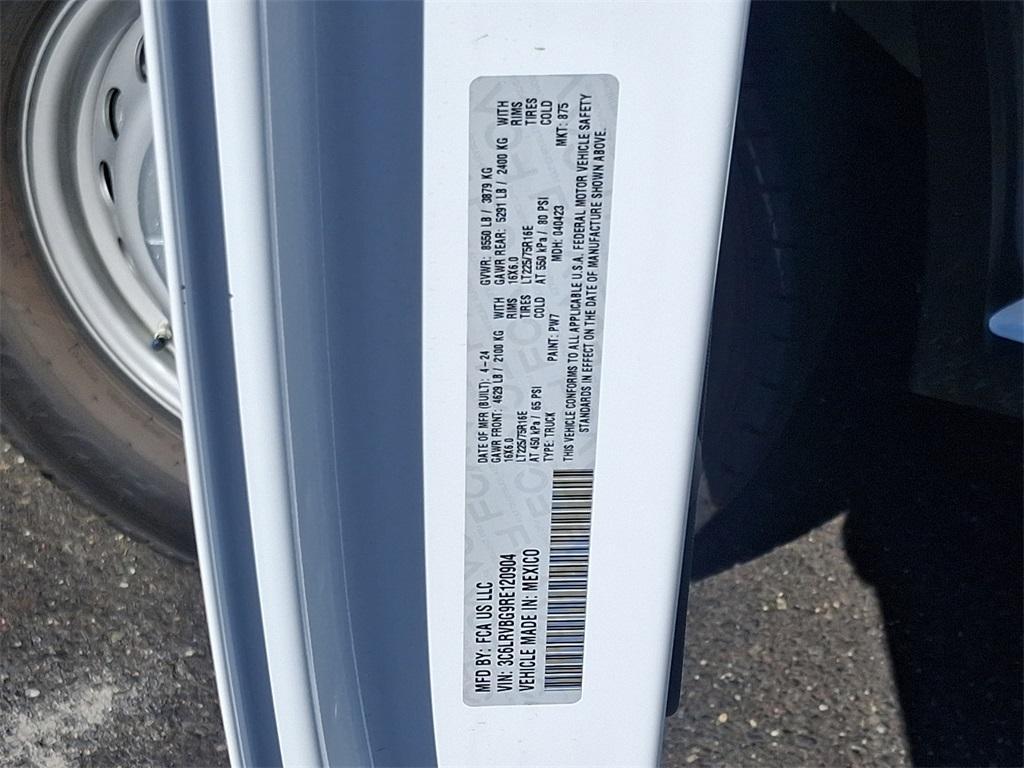 MFD BY: FCA US LLC
VIN: 3C6LRVBG9RE120904
VEHICLE MADE IN: MEXICO
DATE OF MFR (BUILT): 4-24 GVWR: 8550 LB / 3879 KG
GAWR FRONT: 4629 LB / 2100 KG WITH GAWR REAR: 5291 LB / 2400 KG WITH
16X6.0 RIMS 16X6.0 RIMS
LT225/75R16E TIRES LT225/75R16E TIRES
AT 450 kPa / 65 PSI COLD AT 550 kPa / 80 PSI COLD
TYPE: TRUCK PAINT: PW7 MDH: 040423 MKT: 875
THIS VEHICLE CONFORMS TO ALL APPLICABLE U.S.A. FEDERAL MOTOR VEHICLE SAFETY
STANDARDS IN EFFECT ON THE DATE OF MANUFACTURE SHOWN ABOVE.